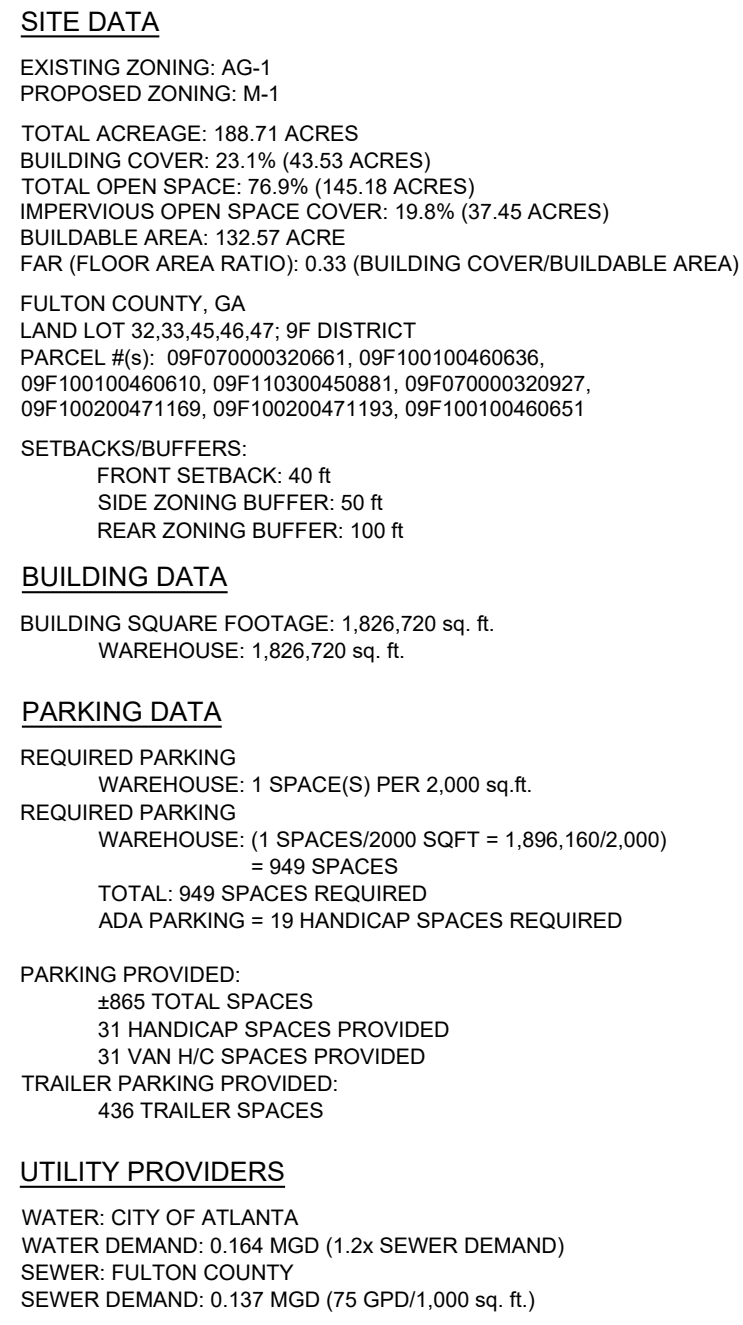 SITE DATA
EXISTING ZONING: AG-1
PROPOSED ZONING: M-1
TOTAL ACREAGE: 188.71 ACRES
BUILDING COVER: 23.1% (43.53 ACRES)
TOTAL OPEN SPACE: 76.9% (145.18 ACRES)
IMPERVIOUS OPEN SPACE COVER: 19.8% (37.45 ACRES)
BUILDABLE AREA: 132.57 ACRE
FAR (FLOOR AREA RATIO): 0.33 (BUILDING COVER/BUILDABLE AREA)
FULTON COUNTY, GA
LAND LOT 32,33,45,46,47; 9F DISTRICT
PARCEL #(s): 09F070000320661, 09F100100460636,
09F100100460610, 09F110300450881, 09F070000320927,
09F100200471169, 09F100200471193, 09F100100460651
SETBACKS/BUFFERS:
FRONT SETBACK: 40 ft
SIDE ZONING BUFFER: 50 ft
REAR ZONING BUFFER: 100 ft
BUILDING DATA
BUILDING SQUARE FOOTAGE: 1,826,720 sq. ft.
WAREHOUSE: 1,826,720 sq. ft.
PARKING DATA
REQUIRED PARKING
WAREHOUSE: 1 SPACE(S) PER 2,000 sq.ft.
REQUIRED PARKING
WAREHOUSE: (1 SPACES/2000 SQFT = 1,896,160/2,000)
= 949 SPACES
TOTAL: 949 SPACES REQUIRED
ADA PARKING = 19 HANDICAP SPACES REQUIRED
PARKING PROVIDED:
±865 TOTAL SPACES
31 HANDICAP SPACES PROVIDED
31 VAN H/C SPACES PROVIDED
TRAILER PARKING PROVIDED:
436 TRAILER SPACES
UTILITY PROVIDERS
WATER: CITY OF ATLANTA
WATER DEMAND: 0.164 MGD (1.2x SEWER DEMAND)
SEWER: FULTON COUNTY
SEWER DEMAND: 0.137 MGD (75 GPD/1,000 sq. ft.)